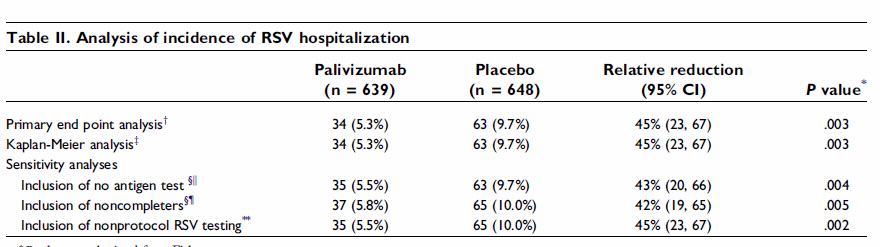 Table II. Analysis of incidence of RSV hospitalization
Palivizumab (n = 639) Placebo (n = 648) Relative reduction (95% CI) P value*
Primary end point analysis† 34 (5.3%) 63 (9.7%) 45% (23, 67) .003
Kaplan-Meier analysis‡ 34 (5.3%) 63 (9.7%) 45% (23, 67) .003
Sensitivity analyses
Inclusion of no antigen test §|| 35 (5.5%) 63 (9.7%) 43% (20, 66) .004
Inclusion of noncompleters§¶ 37 (5.8%) 65 (10.0%) 42% (19, 65) .005
Inclusion of nonprotocol RSV testing** 35 (5.5%) 65 (10.0%) 45% (23, 67) .002